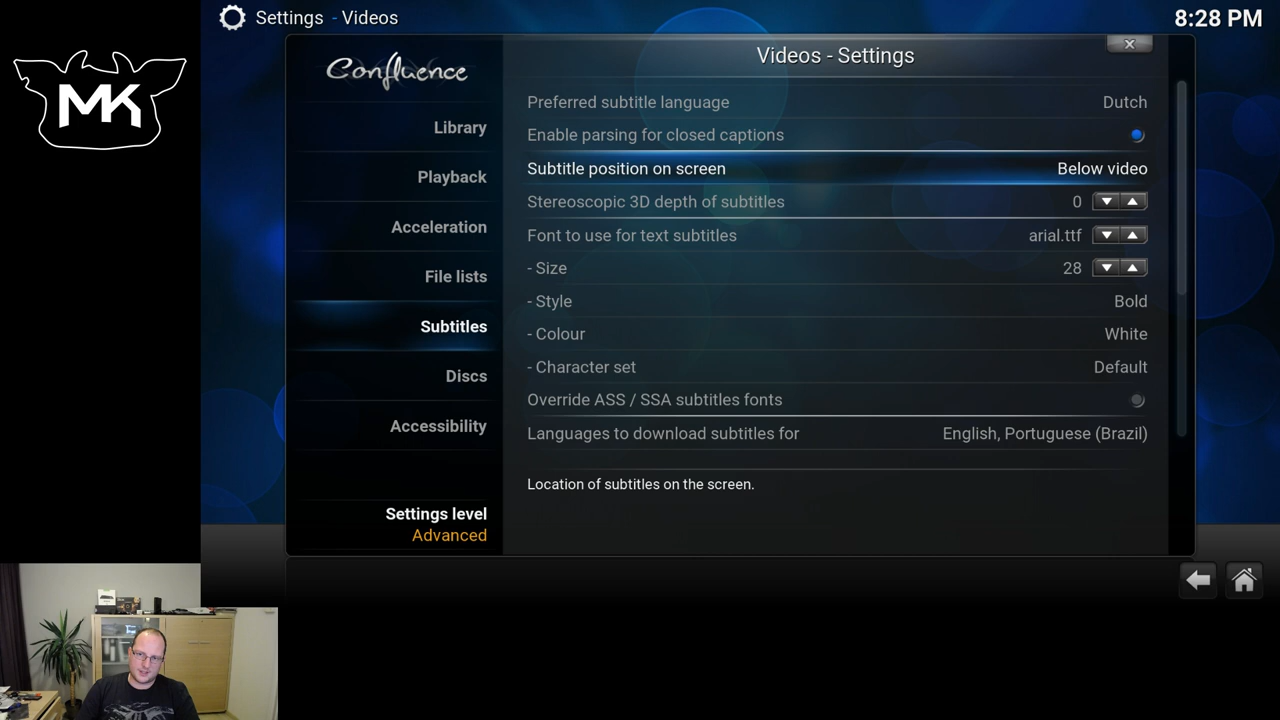 Settings - Videos
8:28 PM
MK
Confluence
Videos - Settings
Library
Playback
Acceleration
File lists
Subtitles
Discs
Accessibility
Settings level
Advanced
Preferred subtitle language Dutch
Enable parsing for closed captions
Subtitle position on screen Below video
Stereoscopic 3D depth of subtitles 0
Font to use for text subtitles arial.ttf
- Size 28
- Style Bold
- Colour White
- Character set Default
Override ASS / SSA subtitles fonts
Languages to download subtitles for English, Portuguese (Brazil)
Location of subtitles on the screen.